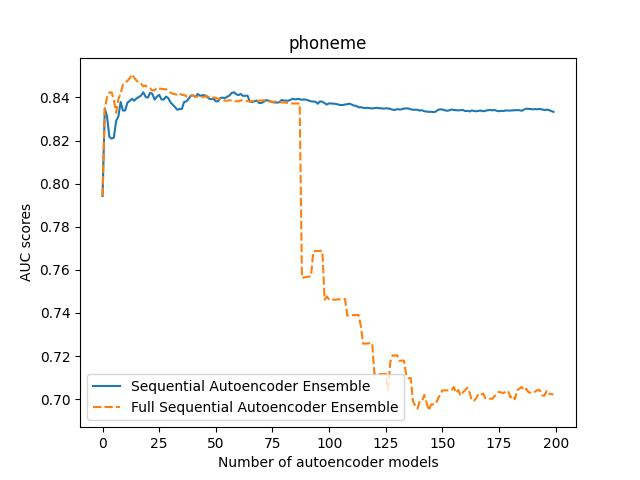 phoneme
AUC scores
0.84
0.82
0.80
0.78
0.76
0.74
0.72
0.70
Sequential Autoencoder Ensemble
Full Sequential Autoencoder Ensemble
0 25 50 75 100 125 150 175 200
Number of autoencoder models